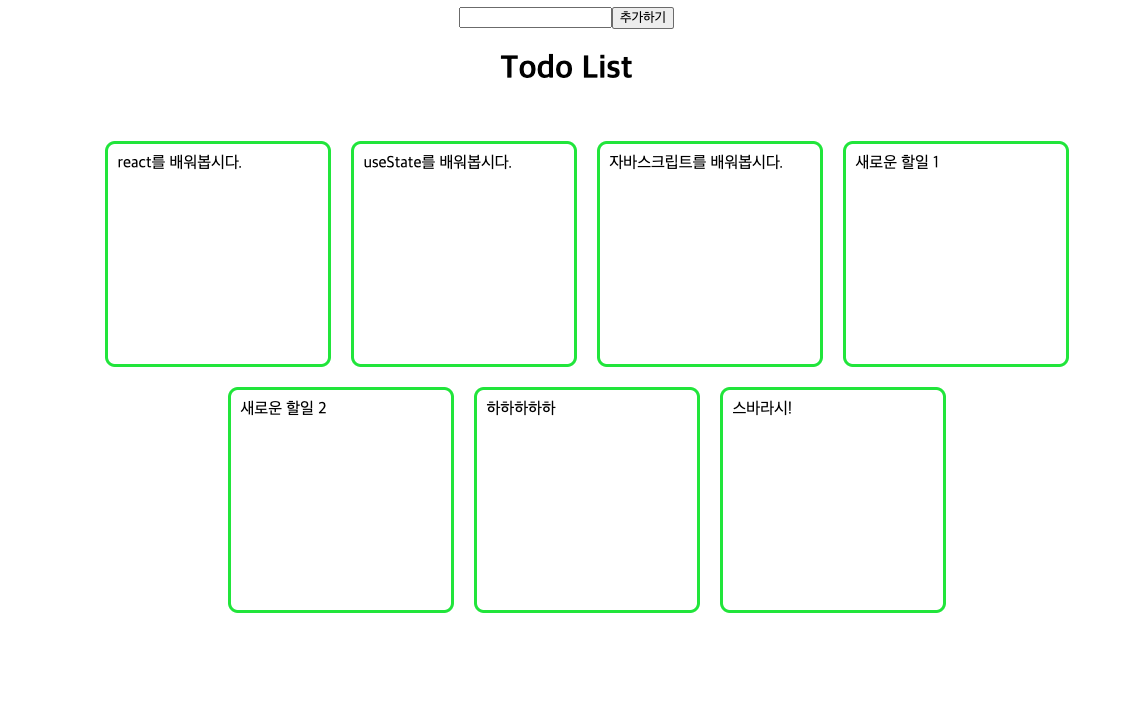 추가하기
Todo List
react를 배워봅시다.
useState를 배워봅시다.
자바스크립트를 배워봅시다.
새로운 할일 1
새로운 할일 2
하하하하하
스바라시!